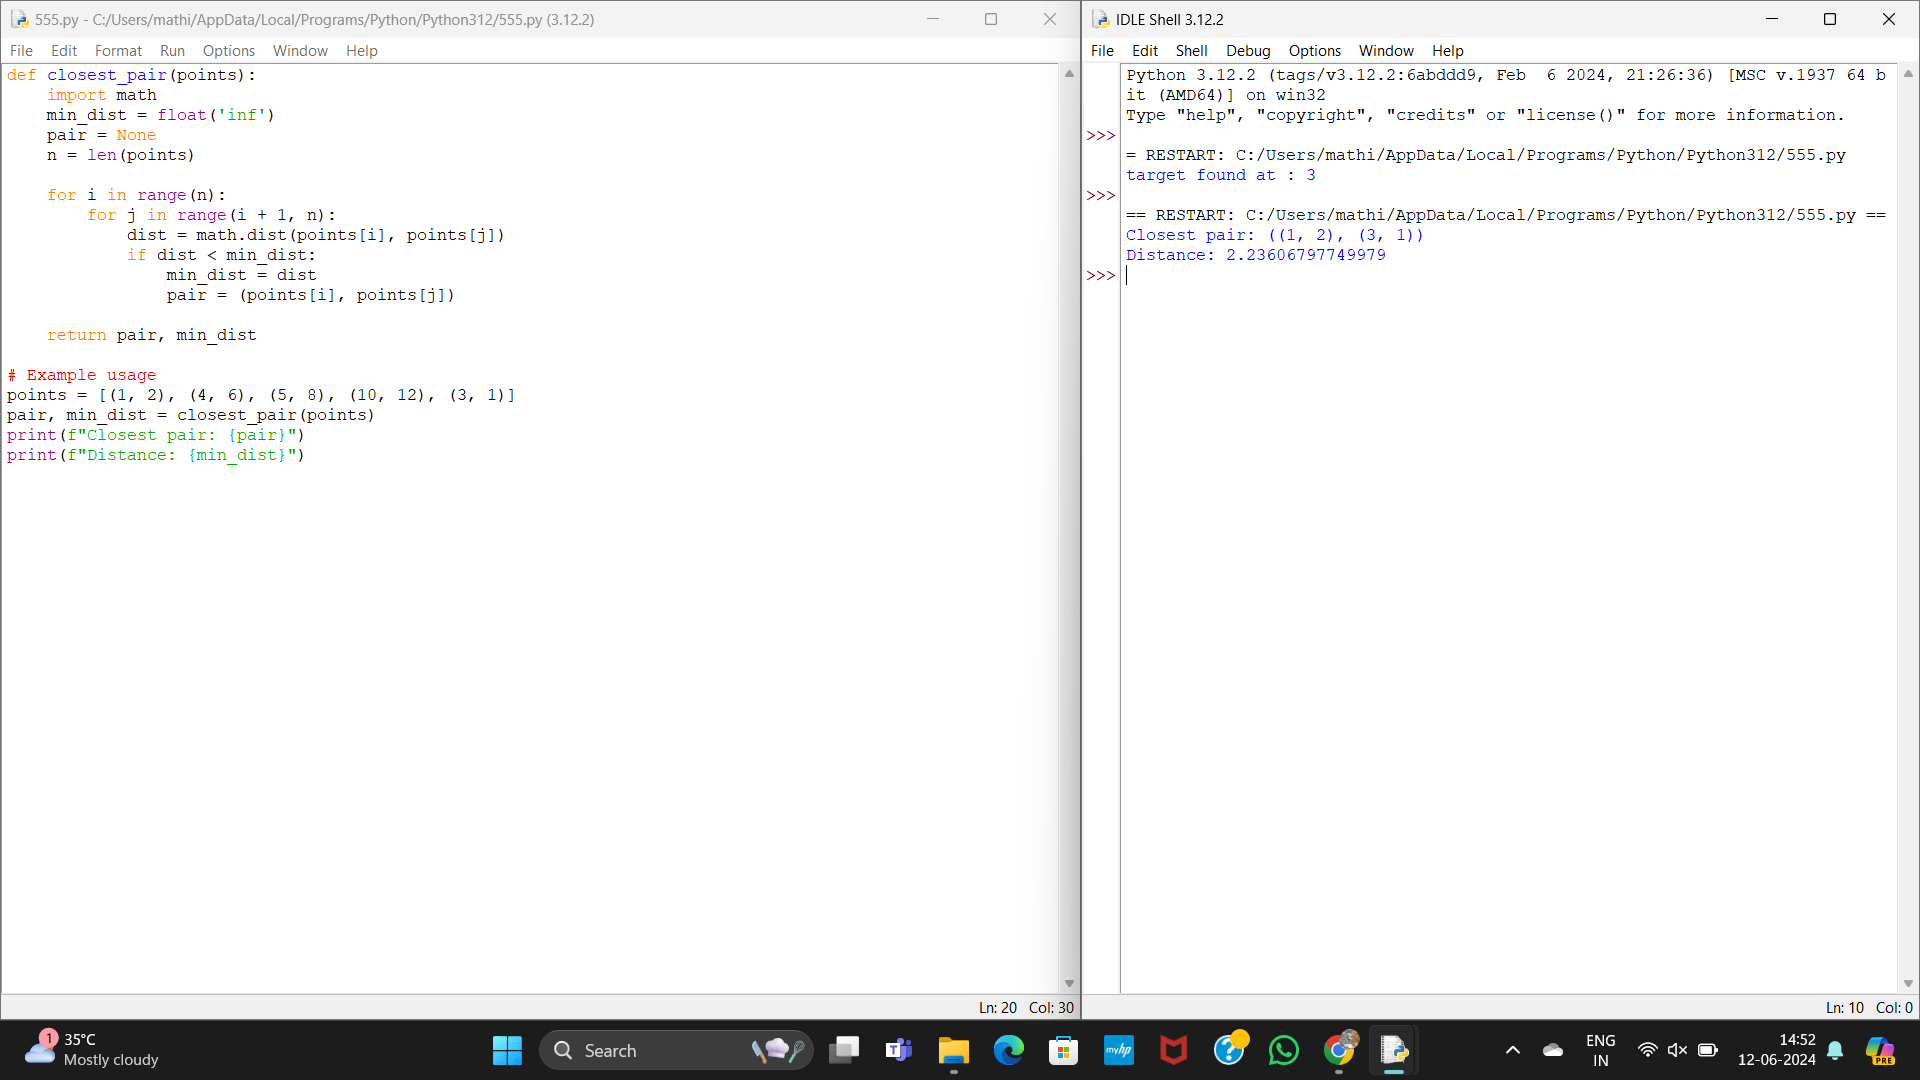 555.py - C:/Users/mathi/AppData/Local/Programs/Python/Python312/555.py (3.12.2)
File Edit Format Run Options Window Help
def closest_pair(points):
    import math
    min_dist = float('inf')
    pair = None
    n = len(points)

    for i in range(n):
        for j in range(i + 1, n):
            dist = math.dist(points[i], points[j])
            if dist < min_dist:
                min_dist = dist
                pair = (points[i], points[j])

    return pair, min_dist

# Example usage
points = [(1, 2), (4, 6), (5, 8), (10, 12), (3, 1)]
pair, min_dist = closest_pair(points)
print(f"Closest pair: {pair}")
print(f"Distance: {min_dist}")
Ln: 20 Col: 30
IDLE Shell 3.12.2
File Edit Shell Debug Options Window Help
Python 3.12.2 (tags/v3.12.2:6abddd9, Feb  6 2024, 21:26:36) [MSC v.1937 64 b
it (AMD64)] on win32
Type "help", "copyright", "credits" or "license()" for more information.
>>>
= RESTART: C:/Users/mathi/AppData/Local/Programs/Python/Python312/555.py
target found at : 3
>>>
== RESTART: C:/Users/mathi/AppData/Local/Programs/Python/Python312/555.py ==
Closest pair: ((1, 2), (3, 1))
Distance: 2.23606797749979
>>>
Ln: 10 Col: 0
1
35°C
Mostly cloudy
Search
myhp
ENG
IN
14:52
12-06-2024
PRE